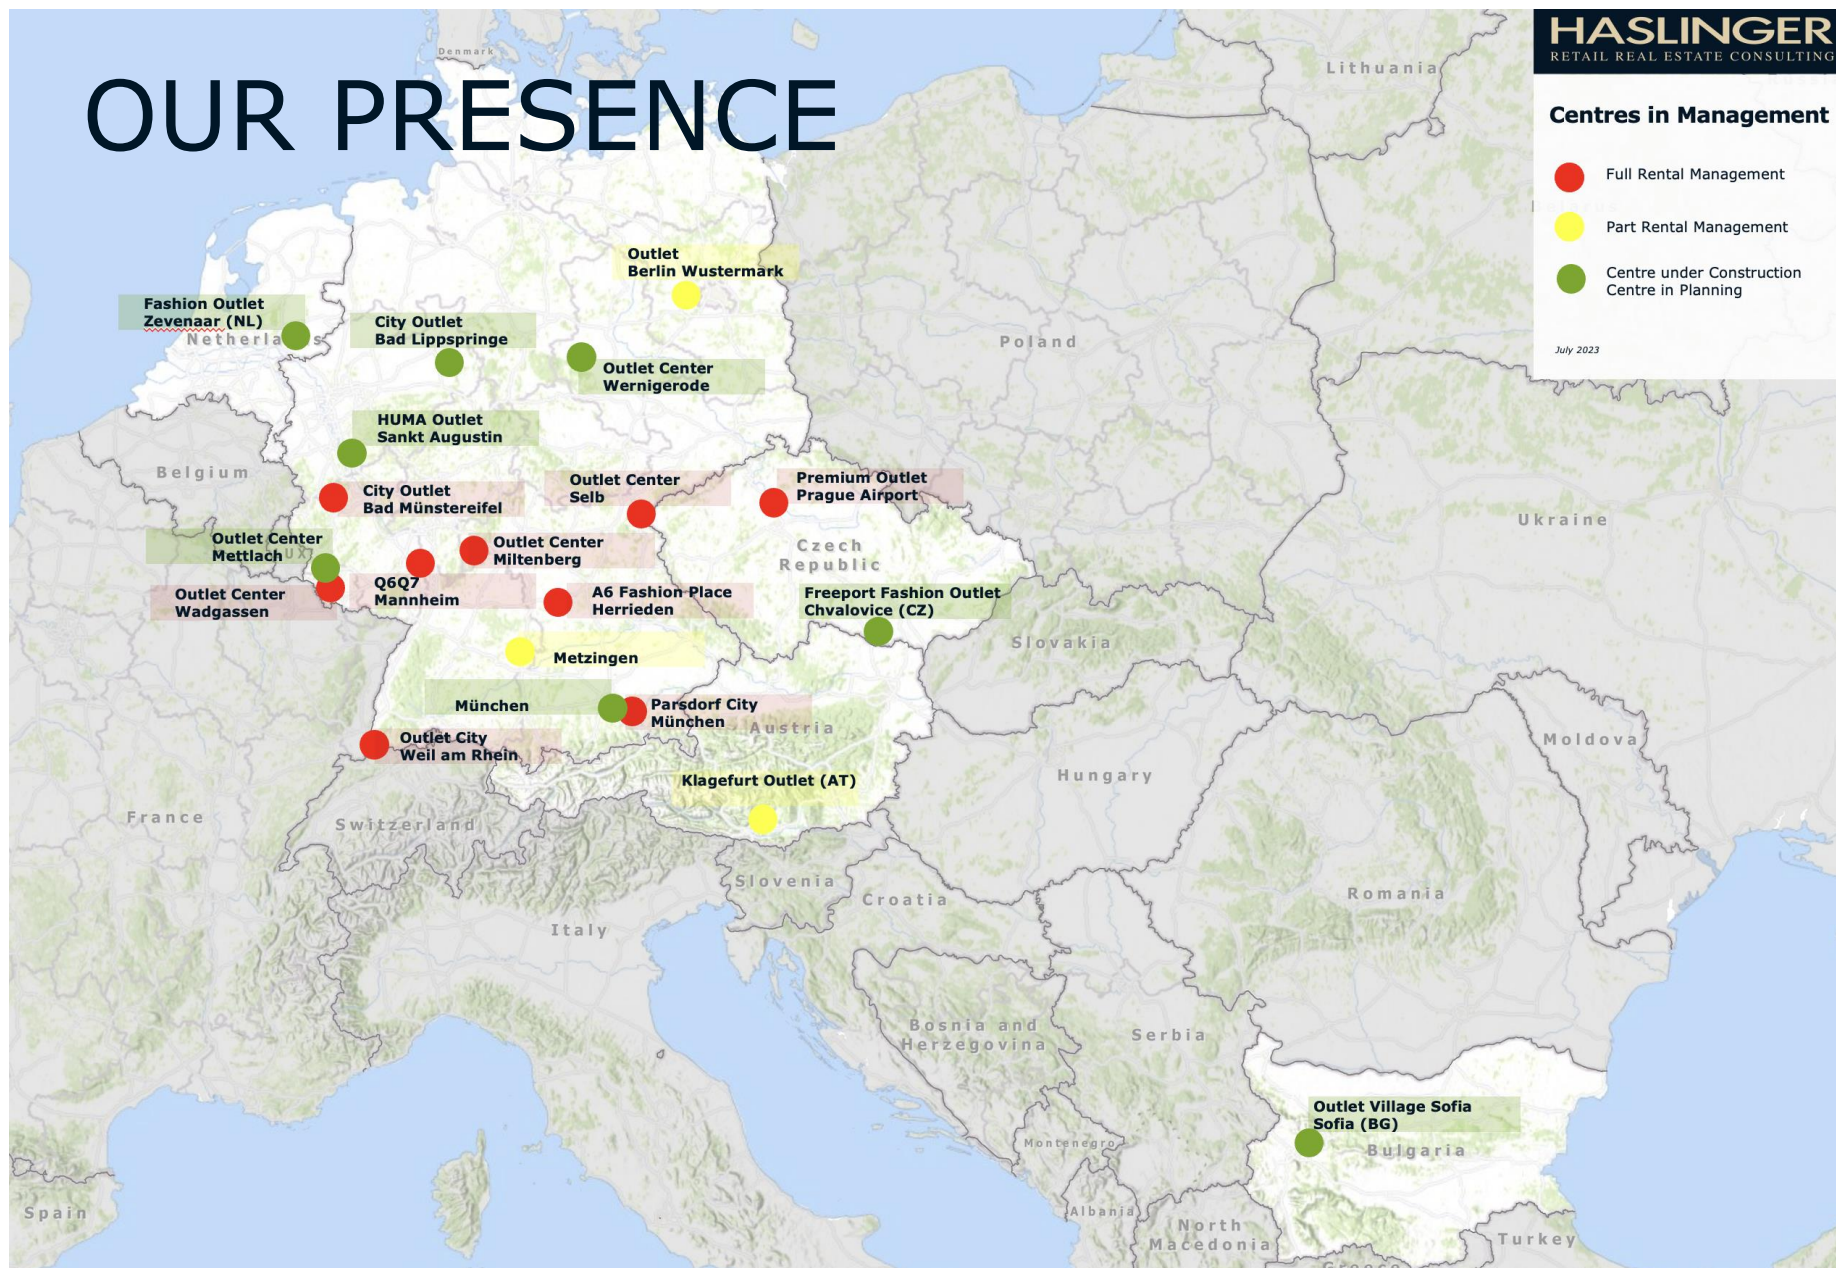 OUR PRESENCE
HASLINGER
RETAIL REAL ESTATE CONSULTING
Centres in Management
Full Rental Management
Part Rental Management
Centre under Construction
Centre in Planning
July 2023
Denmark
Lithuania
Outlet
Berlin Wustermark
Fashion Outlet
Zevenaar (NL)
Netherla s
City Outlet
Bad Lippspringe
Outlet Center
Wernigerode
Poland
HUMA Outlet
Sankt Augustin
Belgium
City Outlet
Bad Münstereifel
Outlet Center
Selb
Premium Outlet
Prague Airport
Ukraine
Outlet Center
Mettlach
Outlet Center
Miltenberg
Czech
Republic
Outlet Center
Wadgassen
Q6Q7
Mannheim
A6 Fashion Place
Herrieden
Freeport Fashion Outlet
Chvalovice (CZ)
Slovakia
Metzingen
München
Parsdorf City
München
Austria
Outlet City
Weil am Rhein
Moldova
Hungary
Klagefurt Outlet (AT)
France
Switzerland
Slovenia
Croatia
Romania
Italy
Bosnia and
Herzegovina
Serbia
Outlet Village Sofia
Sofia (BG)
Bulgaria
Montenegro
Spain
Albania
North
Macedonia
Turkey
Greece